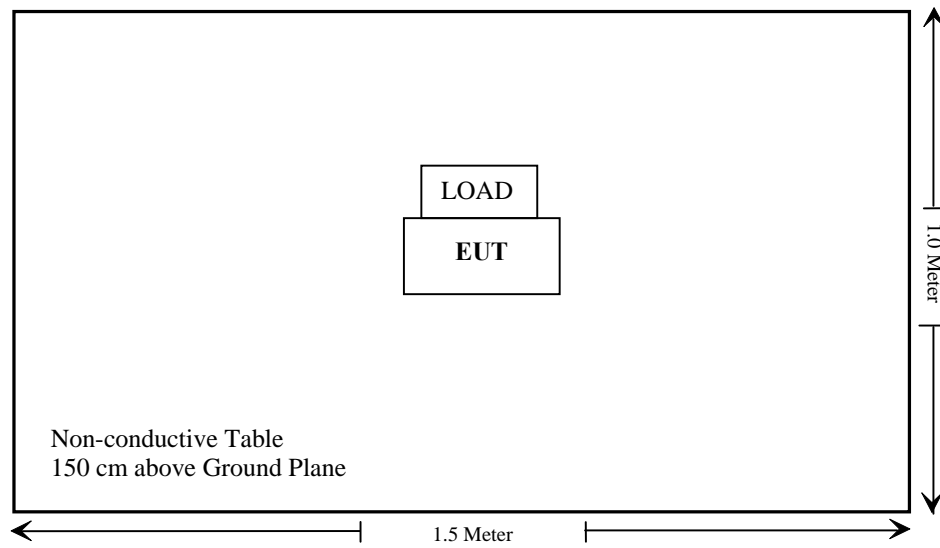 LOAD
EUT
1.0 Meter
Non-conductive Table
150 cm above Ground Plane
1.5 Meter